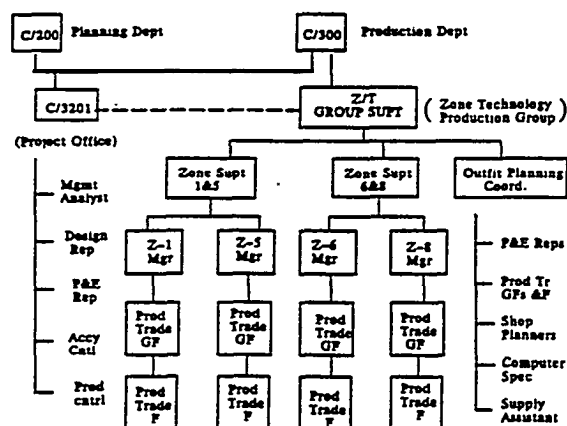 C/200 Planning Dept
C/300 Production Dept
C/3201
Z/T
GROUP SUPT
( Zone Technology
Production Group )
(Project Office)
Mgmt
Analyst
Design
Rep
P&E
Rep
Accy
Catl
Prod
cntrl
Zone Supt
1&5
Zone Supt
6&8
Outfit Planning
Coord.
Z-1
Mgr
Z-5
Mgr
Z-6
Mgr
Z-8
Mgr
Prod
Trade
GF
Prod
Trade
GF
Prod
Trade
GF
Prod
Trade
GF
Prod
Trade
F
Prod
Trade
F
Prod
Trade
F
Prod
Trade
F
P&E Reps
Prod Tr
GFs &F
Shop
Planners
Computer
Spec
Supply
Assistant